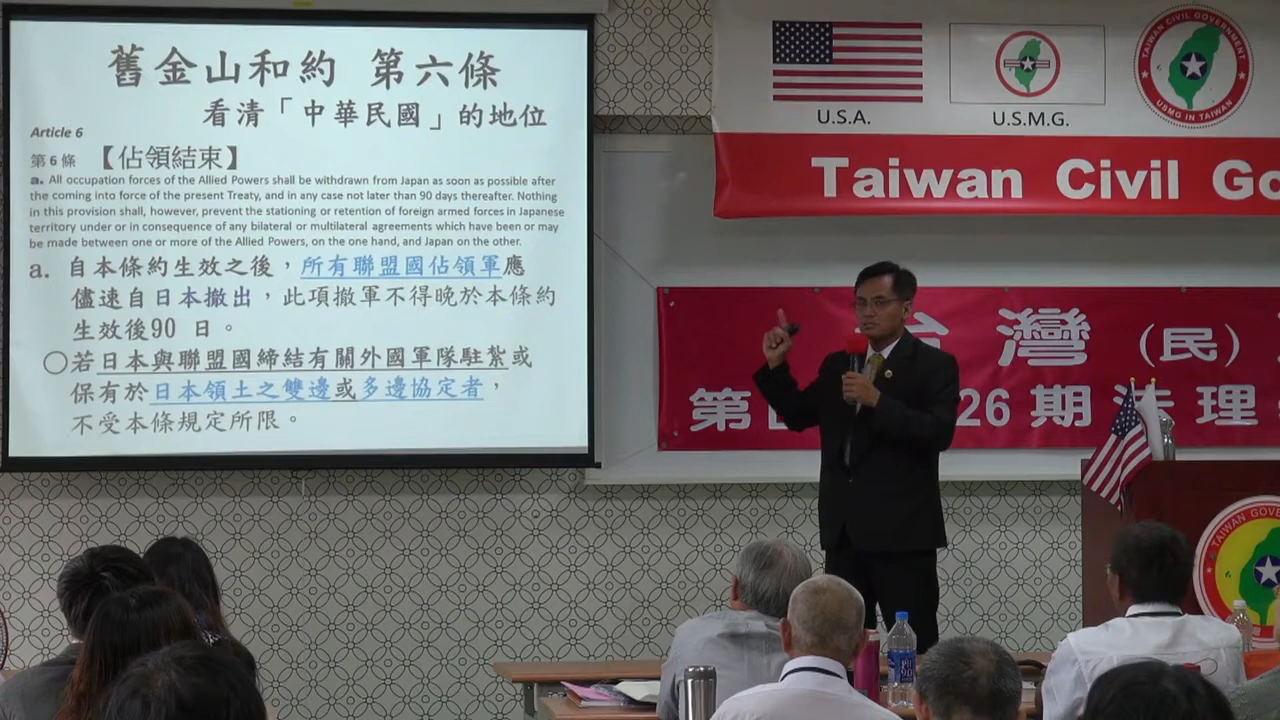 舊金山和約 第六條
看清「中華民國」的地位
Article 6
第 6 條 【佔領結束】
a. All occupation forces of the Allied Powers shall be withdrawn from Japan as soon as possible after
the coming into force of the present Treaty, and in any case not later than 90 days thereafter. Nothing
in this provision shall, however, prevent the stationing or retention of foreign armed forces in Japanese
territory under or in consequence of any bilateral or multilateral agreements which have been or may
be made between one or more of the Allied Powers, on the one hand, and Japan on the other.
a. 自本條約生效之後，所有聯盟國佔領軍應
儘速自日本撤出，此項撤軍不得晚於本條約
生效後90 日。
○若日本與聯盟國締結有關外國軍隊駐紮或
保有於日本領土之雙邊或多邊協定者，
不受本條規定所限。
U.S.A.
U.S.M.G.
TAIWAN CIVIL GOVERNMENT
USMG IN TAIWAN
Taiwan Civil Go
台灣(民)
第 26 期 法理
TAIWAN GOVERN